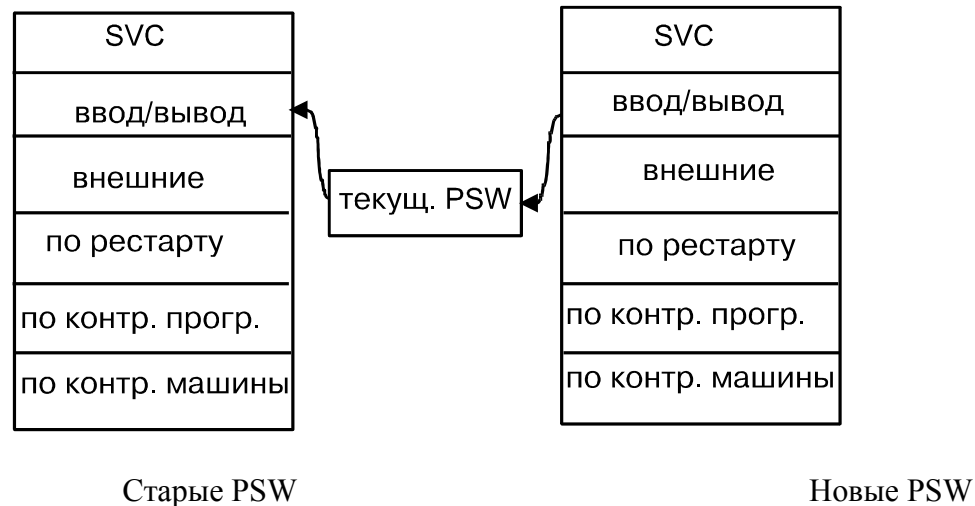 SVC
ввод/вывод
внешние
по рестарту
по контр. прогр.
по контр. машины
текущ. PSW
SVC
ввод/вывод
внешние
по рестарту
по контр. прогр.
по контр. машины
Старые PSW
Новые PSW